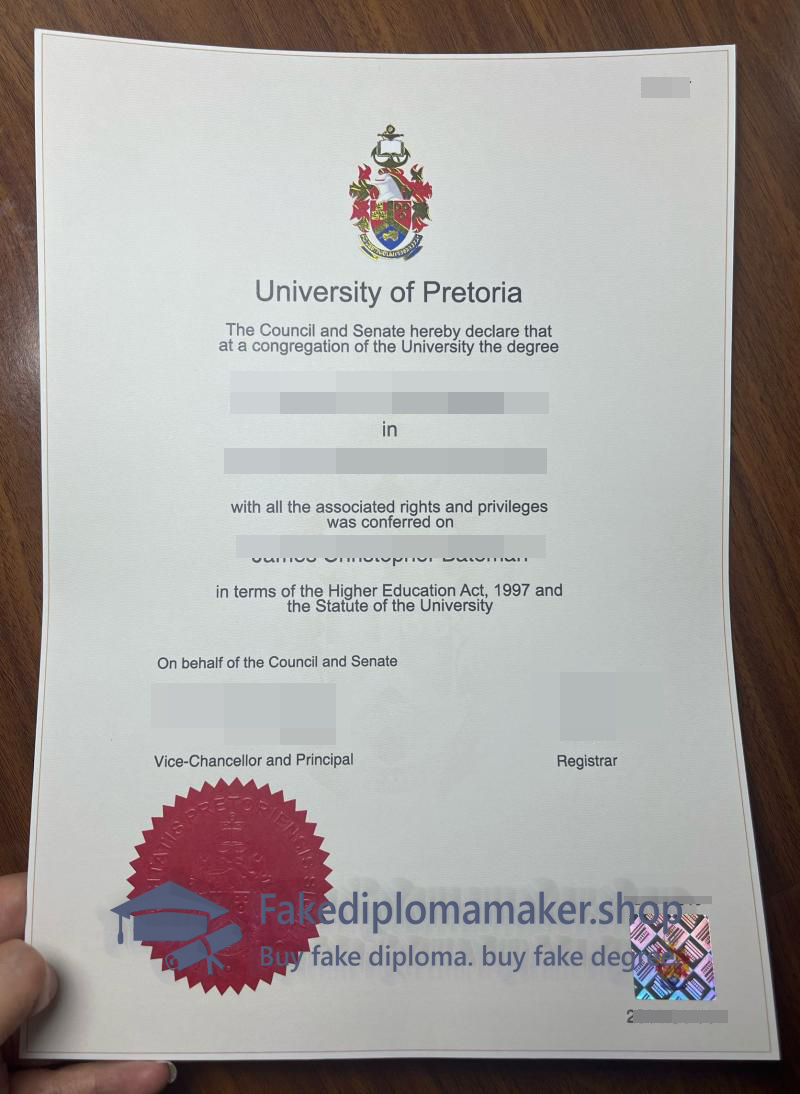 University of Pretoria
The Council and Senate hereby declare that
at a congregation of the University the degree
in
with all the associated rights and privileges
was conferred on
in terms of the Higher Education Act, 1997 and
the Statute of the University
On behalf of the Council and Senate
Vice-Chancellor and Principal Registrar
PRETORIENSIS
Fakediplomamaker.shop
Buy fake diploma. buy fake degree.
2